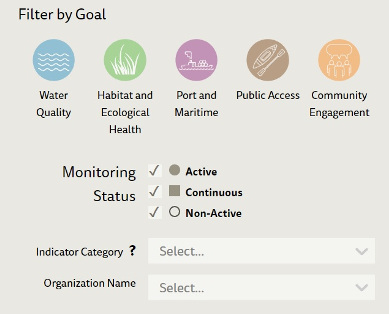 Filter by Goal
Water Quality
Habitat and Ecological Health
Port and Maritime
Public Access
Community Engagement
Monitoring Status
Active
Continuous
Non-Active
Indicator Category ?
Select...
Organization Name
Select...